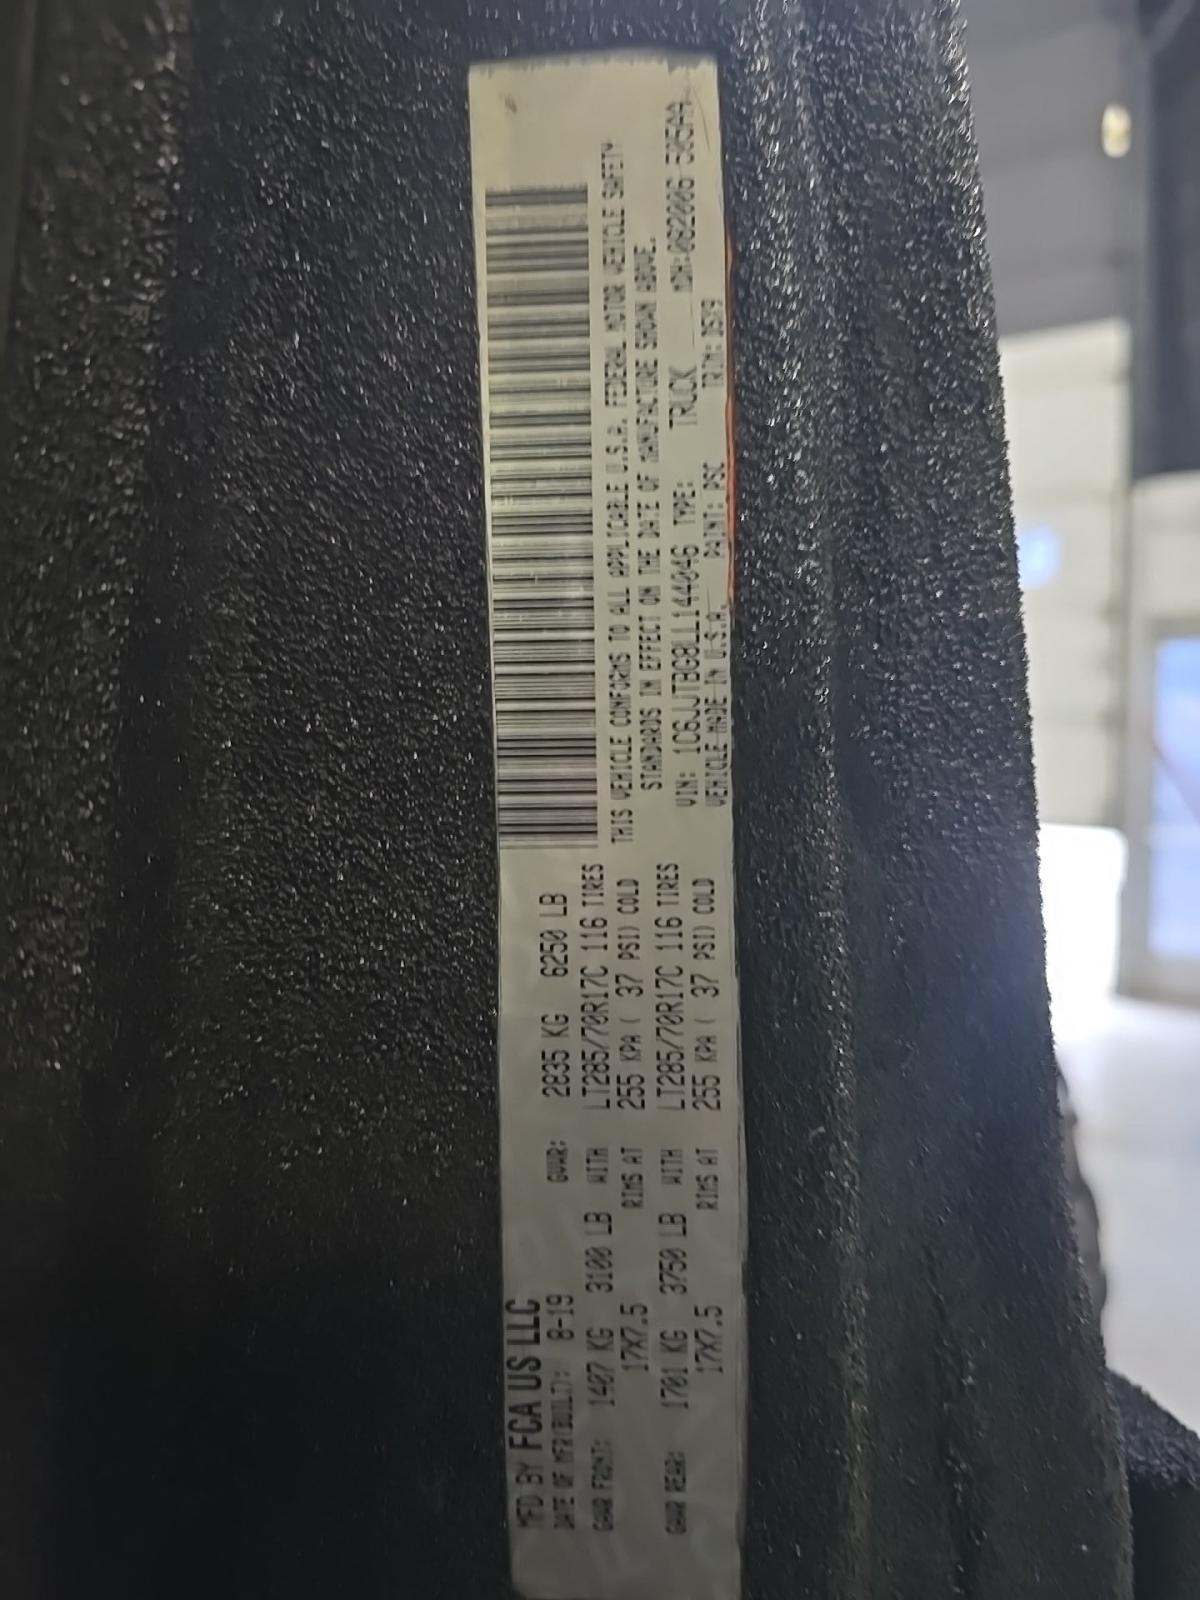 MFD BY FCA US LLC
DATE OF MFR(BUILT): 8-19 GVWR: 2835 KG 6250 LB
GAWR FRONT: 1407 KG 3100 LB WITH LT285/70R17C 116 TIRES
17X7.5 RIMS AT 255 KPA ( 37 PSI) COLD
GAWR REAR: 1701 KG 3750 LB WITH LT285/70R17C 116 TIRES
17X7.5 RIMS AT 255 KPA ( 37 PSI) COLD
THIS VEHICLE CONFORMS TO ALL APPLICABLE U.S.A. FEDERAL MOTOR VEHICLE SAFETY
STANDARDS IN EFFECT ON THE DATE OF MANUFACTURE SHOWN ABOVE.
VIN: 1C6JJTBG8LL144046 TYPE: TRUCK MDH:082006 595AA
VEHICLE MADE IN U.S.A. PAINT: PSC